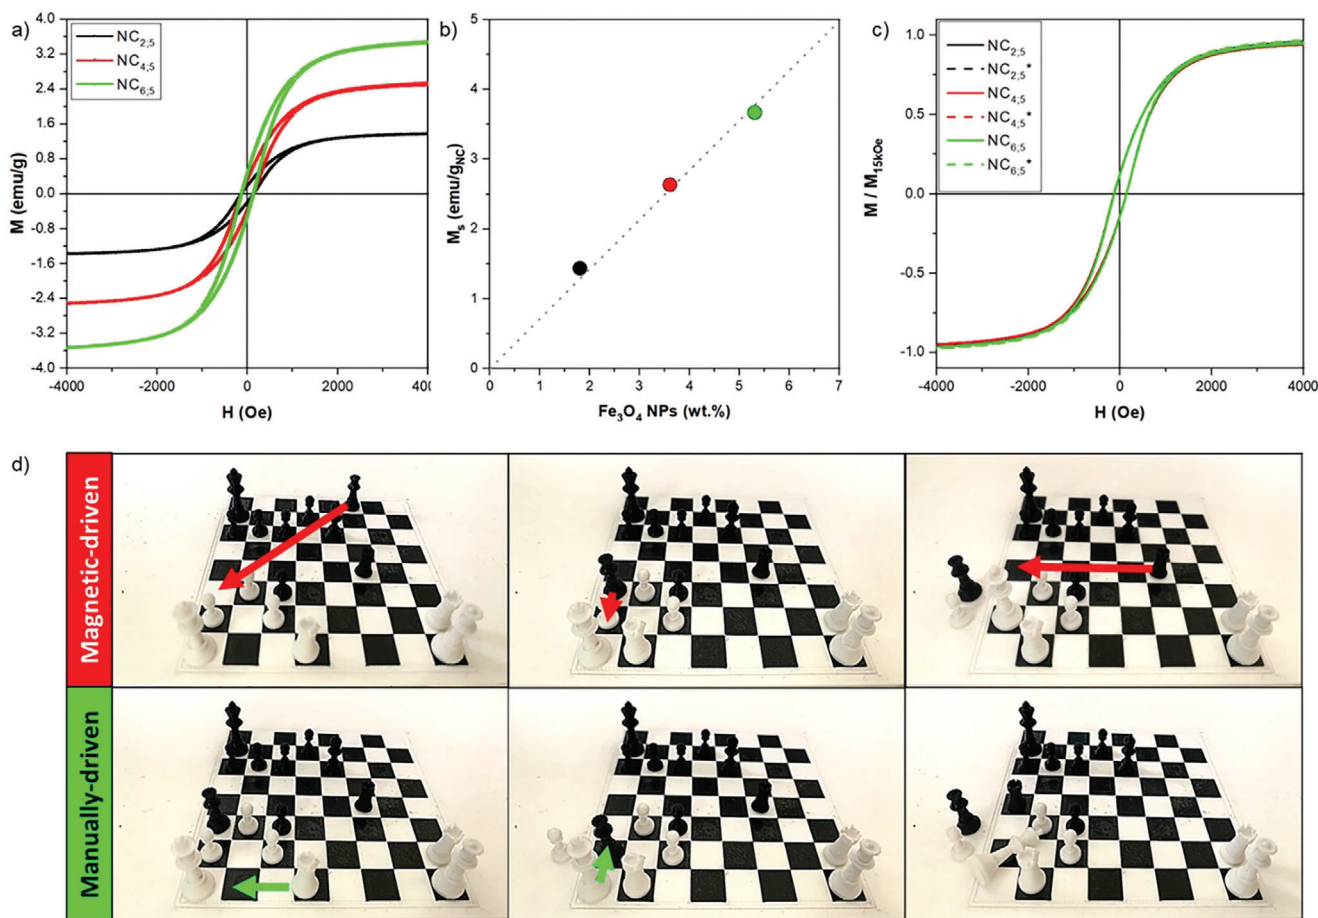 a)
NC2;5
NC4;5
NC6;5
M (emu/g)
4.0
3.2
2.4
1.6
0.8
0.0
-0.8
-1.6
-2.4
-3.2
-4.0
-4000 -2000 0 2000 400
H (Oe)
b)
Ms (emu/gNC)
5
4
3
2
1
0
0 1 2 3 4 5 6 7
Fe3O4 NPs (wt.%)
c)
NC2;5
NC2;5*
NC4;5
NC4;5*
NC6;5
NC6;5*
M / M15kOe
1.0
0.5
0.0
-0.5
-1.0
-4000 -2000 0 2000 4000
H (Oe)
d)
Magnetic-driven
Manually-driven